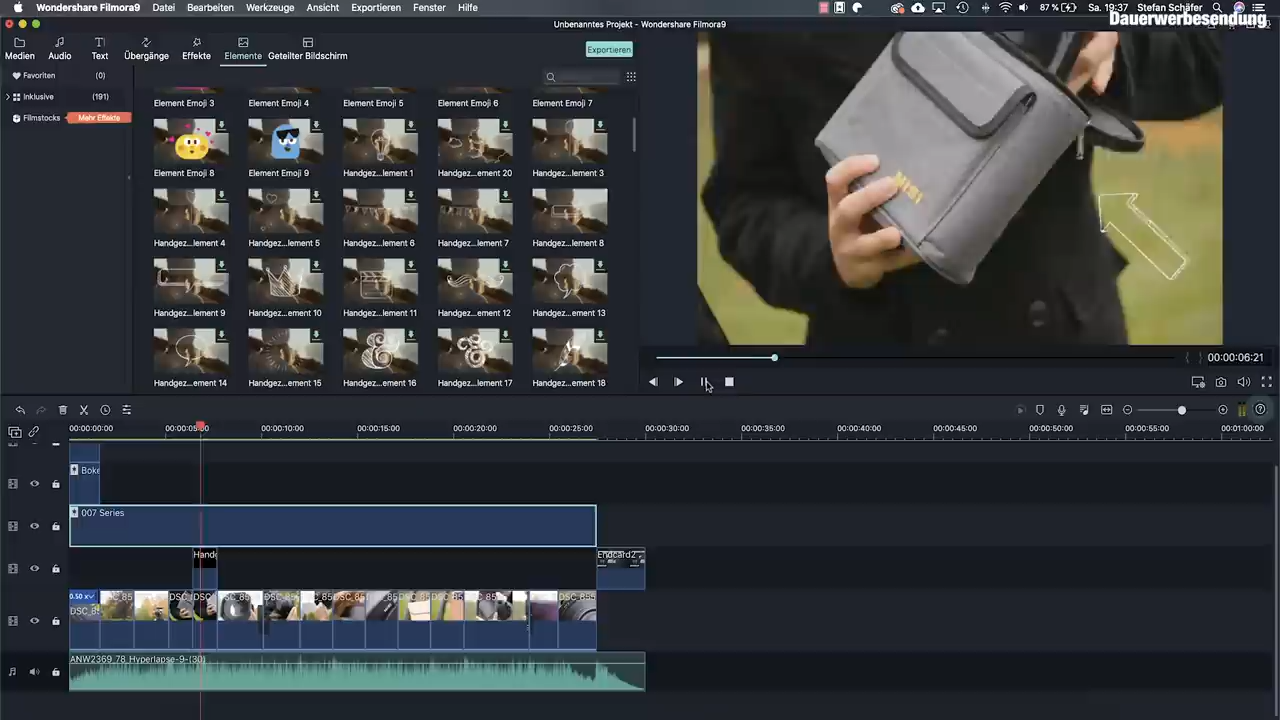 Wondershare Filmora9 Datei Bearbeiten Werkzeuge Ansicht Exportieren Fenster Hilfe 87 % Sa. 19:37 Stefan Schäfer
Unbenanntes Projekt - Wondershare Filmora9
Dauerwerbesendung
Medien Audio Text Übergänge Effekte Elemente Geteilter Bildschirm Exportieren
Favoriten (0)
Inklusive (191)
Filmstocks Mehr Effekte
Element Emoji 3 Element Emoji 4 Element Emoji 5 Element Emoji 6 Element Emoji 7
Element Emoji 8 Element Emoji 9 Handgez...lement 1 Handgez...ement 20 Handgez...lement 3
Handgez...lement 4 Handgez...lement 5 Handgez...lement 6 Handgez...lement 7 Handgez...lement 8
Handgez...lement 9 Handgez...ement 10 Handgez...ement 11 Handgez...ement 12 Handgez...ement 13
Handgez...ement 14 Handgez...ement 15 Handgez...ement 16 Handgez...ement 17 Handgez...ement 18
NiSi
00:00:06:21
00:00:00:00 00:00:05:00 00:00:10:00 00:00:15:00 00:00:20:00 00:00:25:00 00:00:30:00 00:00:35:00 00:00:40:00 00:00:45:00 00:00:50:00 00:00:55:00 00:01:00:00
Boke
007 Series
Handg
Endcard2
0.50 x
ANW2369_78_Hyperlapse-9-(30)